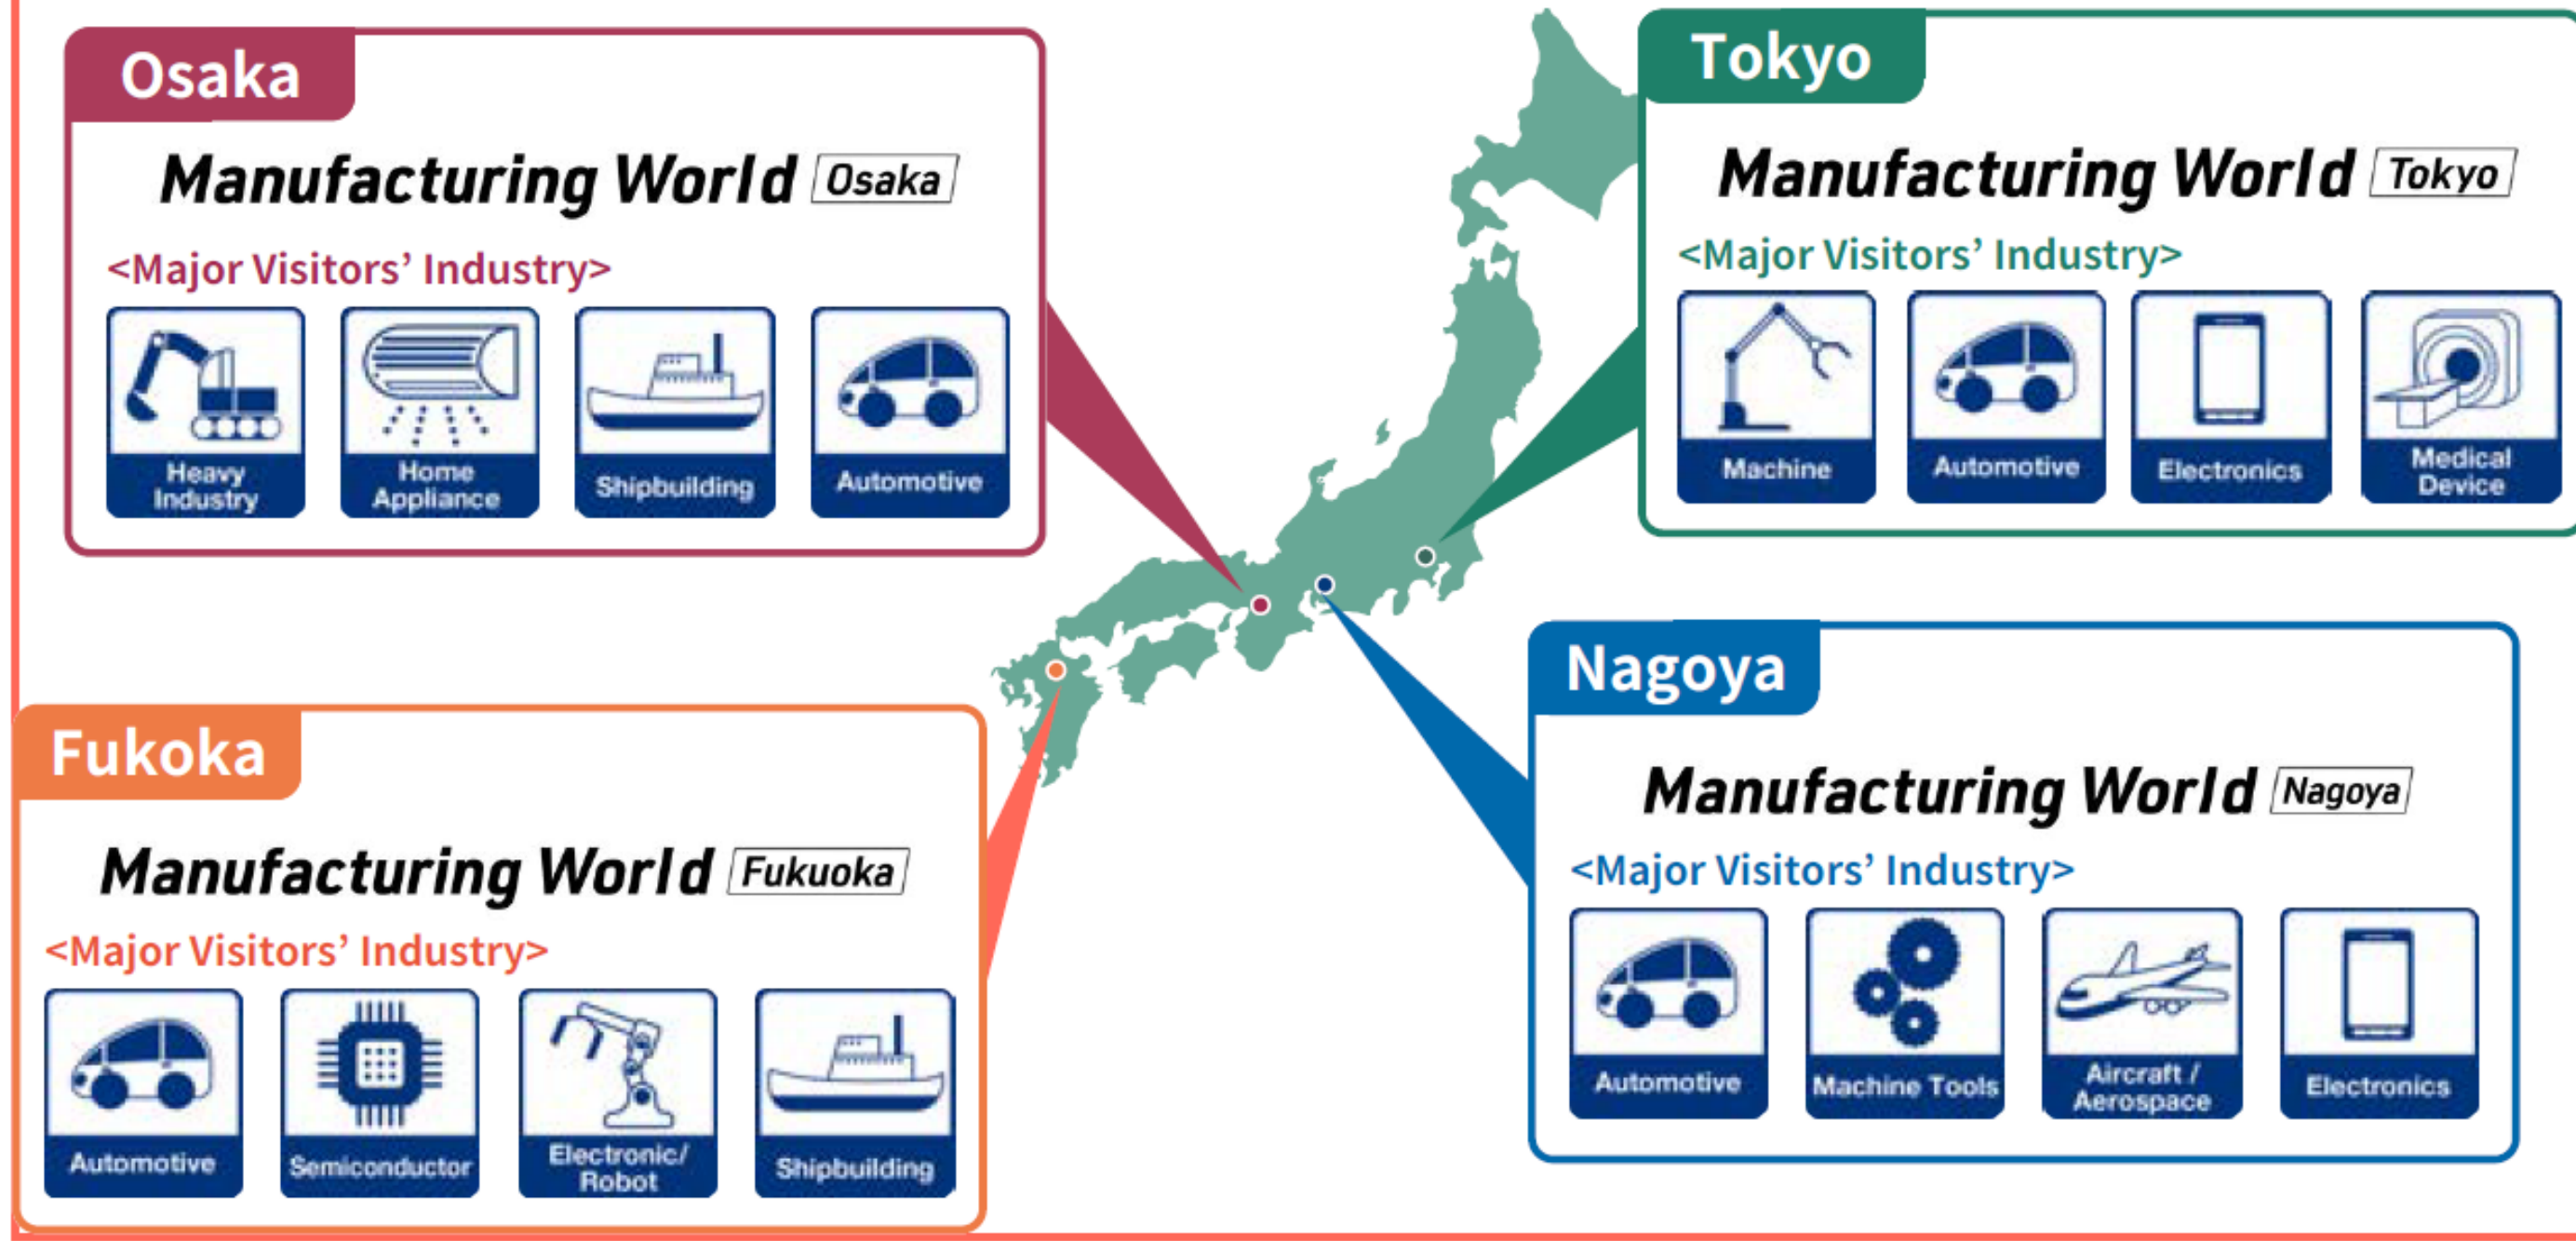 Osaka
Manufacturing World Osaka
<Major Visitors’ Industry>
Heavy
Industry
Home
Appliance
Shipbuilding
Automotive
Tokyo
Manufacturing World Tokyo
<Major Visitors’ Industry>
Machine
Automotive
Electronics
Medical
Device
Fukoka
Manufacturing World Fukuoka
<Major Visitors’ Industry>
Automotive
Semiconductor
Electronic/
Robot
Shipbuilding
Nagoya
Manufacturing World Nagoya
<Major Visitors’ Industry>
Automotive
Machine Tools
Aircraft /
Aerospace
Electronics